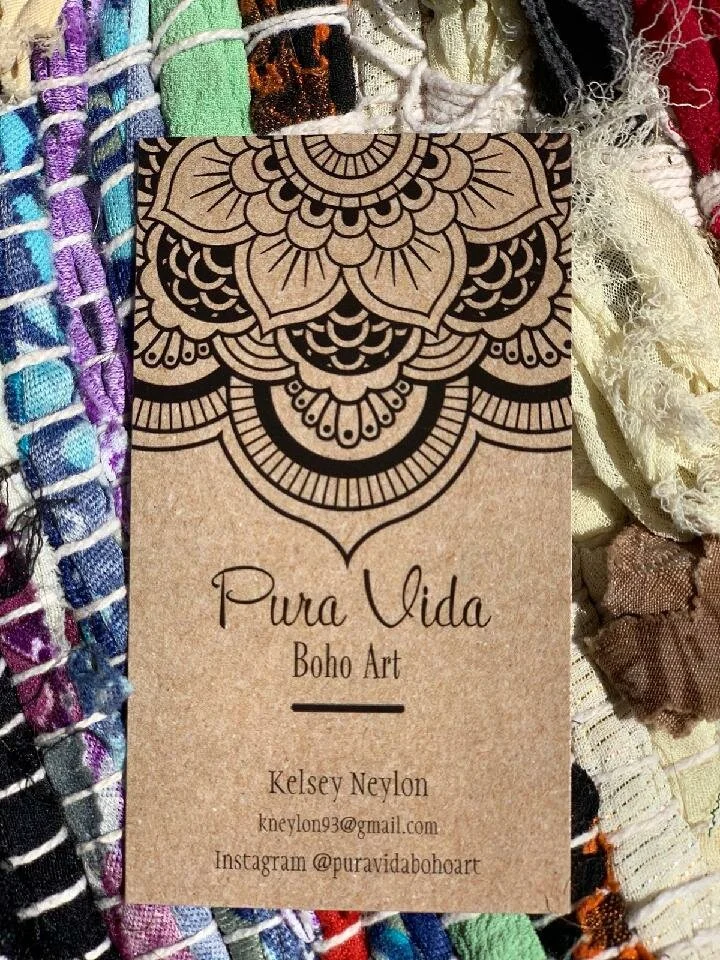 Pura Vida
Boho Art
Kelsey Neylon
kneylon93@gmail.com
Instagram @puravidabohoart